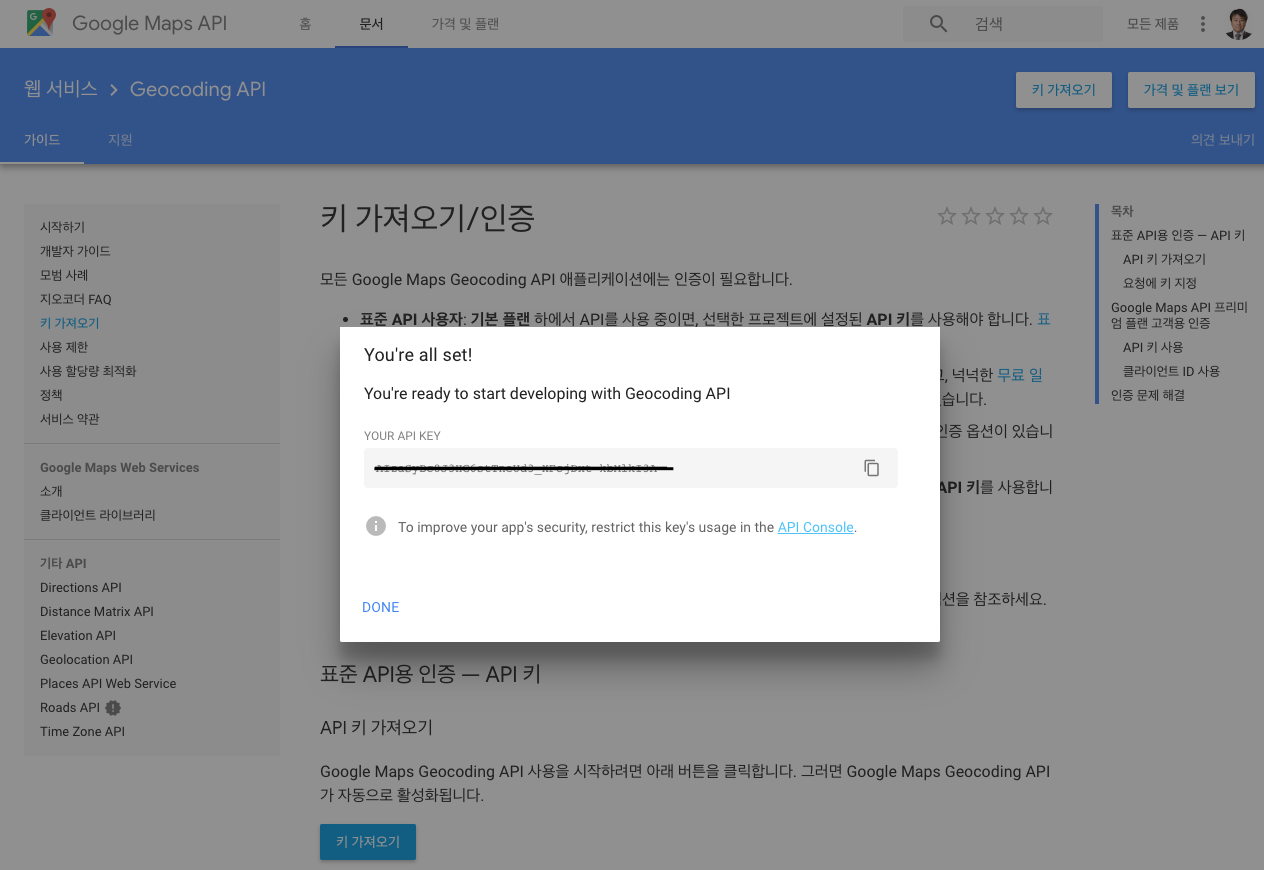 Google Maps API
홈
문서
가격 및 플랜
검색
모든 제품
웹 서비스
Geocoding API
키 가져오기
가격 및 플랜 보기
가이드
지원
의견 보내기
시작하기
개발자 가이드
모범 사례
지오코더 FAQ
키 가져오기
사용 제한
사용 할당량 최적화
정책
서비스 약관
Google Maps Web Services
소개
클라이언트 라이브러리
기타 API
Directions API
Distance Matrix API
Elevation API
Geolocation API
Places API Web Service
Roads API
Time Zone API
키 가져오기/인증
모든 Google Maps Geocoding API 애플리케이션에는 인증이 필요합니다.
• 표준 API 사용자: 기본 플랜 하에서 API를 사용 중이면, 선택한 프로젝트에 설정된 API 키를 사용해야 합니다. 표
넉넉한 무료 일
습니다.
인증 옵션이 있습니
API 키를 사용합니
션을 참조하세요.
You're all set!
You're ready to start developing with Geocoding API
YOUR API KEY
To improve your app's security, restrict this key's usage in the API Console.
DONE
표준 API용 인증 — API 키
API 키 가져오기
Google Maps Geocoding API 사용을 시작하려면 아래 버튼을 클릭합니다. 그러면 Google Maps Geocoding API
가 자동으로 활성화됩니다.
키 가져오기
목차
표준 API용 인증 — API 키
API 키 가져오기
요청에 키 지정
Google Maps API 프리미
엄 플랜 고객용 인증
API 키 사용
클라이언트 ID 사용
인증 문제 해결